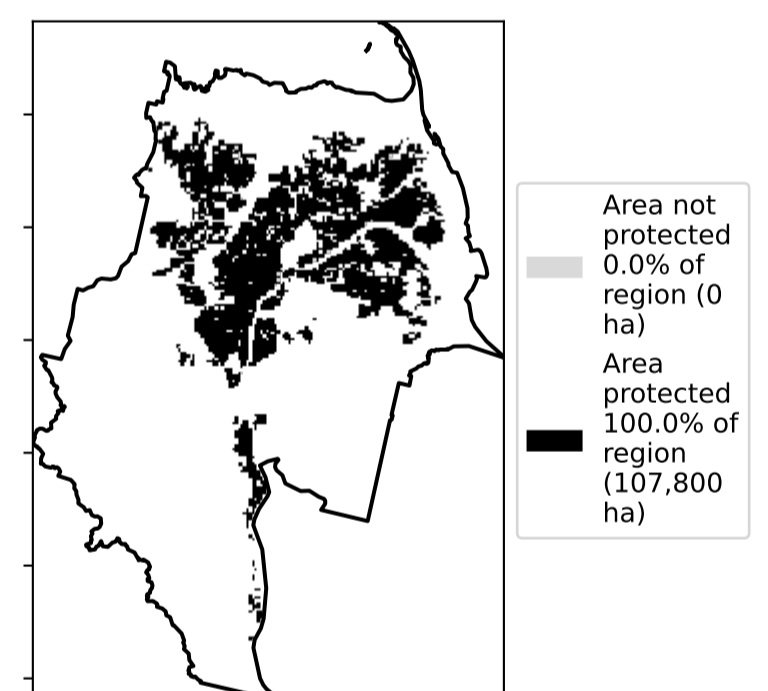 Area not
protected
0.0% of
region (0
ha)
Area
protected
100.0% of
region
(107,800
ha)